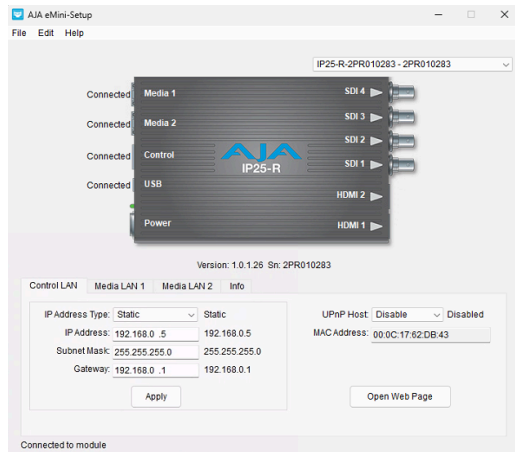 AJA eMini-Setup
File Edit Help
IP25-R-2PR010283 - 2PR010283
Connected Media 1 SDI 4
Connected Media 2 SDI 3
SDI 2
Connected Control AJA SDI 1
IP25-R
Connected USB
HDMI 2
Power HDMI 1
Version: 1.0.1.26 Sn: 2PR010283
Control LAN Media LAN 1 Media LAN 2 Info
IP Address Type: Static Static UPnP Host: Disable Disabled
IP Address: 192.168.0 .5 192.168.0.5 MAC Address: 00:0C:17:62:DB:43
Subnet Mask: 255.255.255.0 255.255.255.0
Gateway: 192.168.0 .1 192.168.0.1
Apply Open Web Page
Connected to module